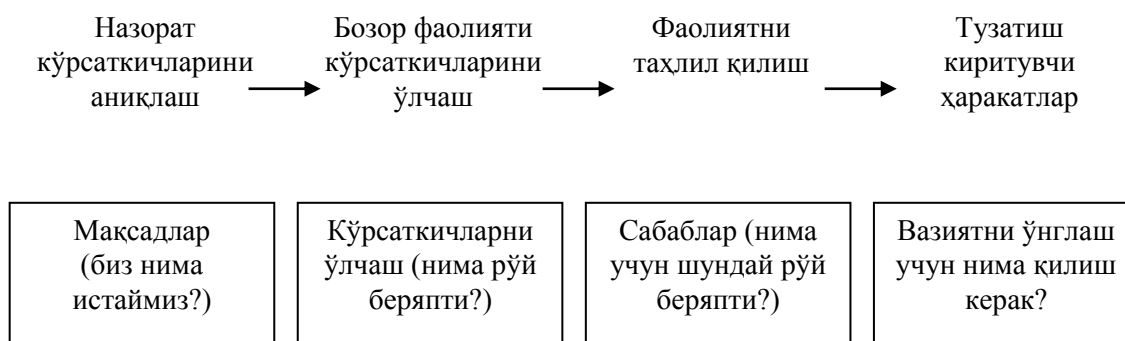 Назорат
кўрсаткичларини
аниқлаш
Бозор фаолияти
кўрсаткичларини
ўлчаш
Фаолиятни
таҳлил қилиш
Тузатиш
киритувчи
ҳаракатлар
Мақсадлар
(биз нима
истаймиз?)
Кўрсаткичларни
ўлчаш (нима рўй
беряпти?)
Сабаблар (нима
учун шундай рўй
беряпти?)
Вазиятни ўнглаш
учун нима қилиш
керак?